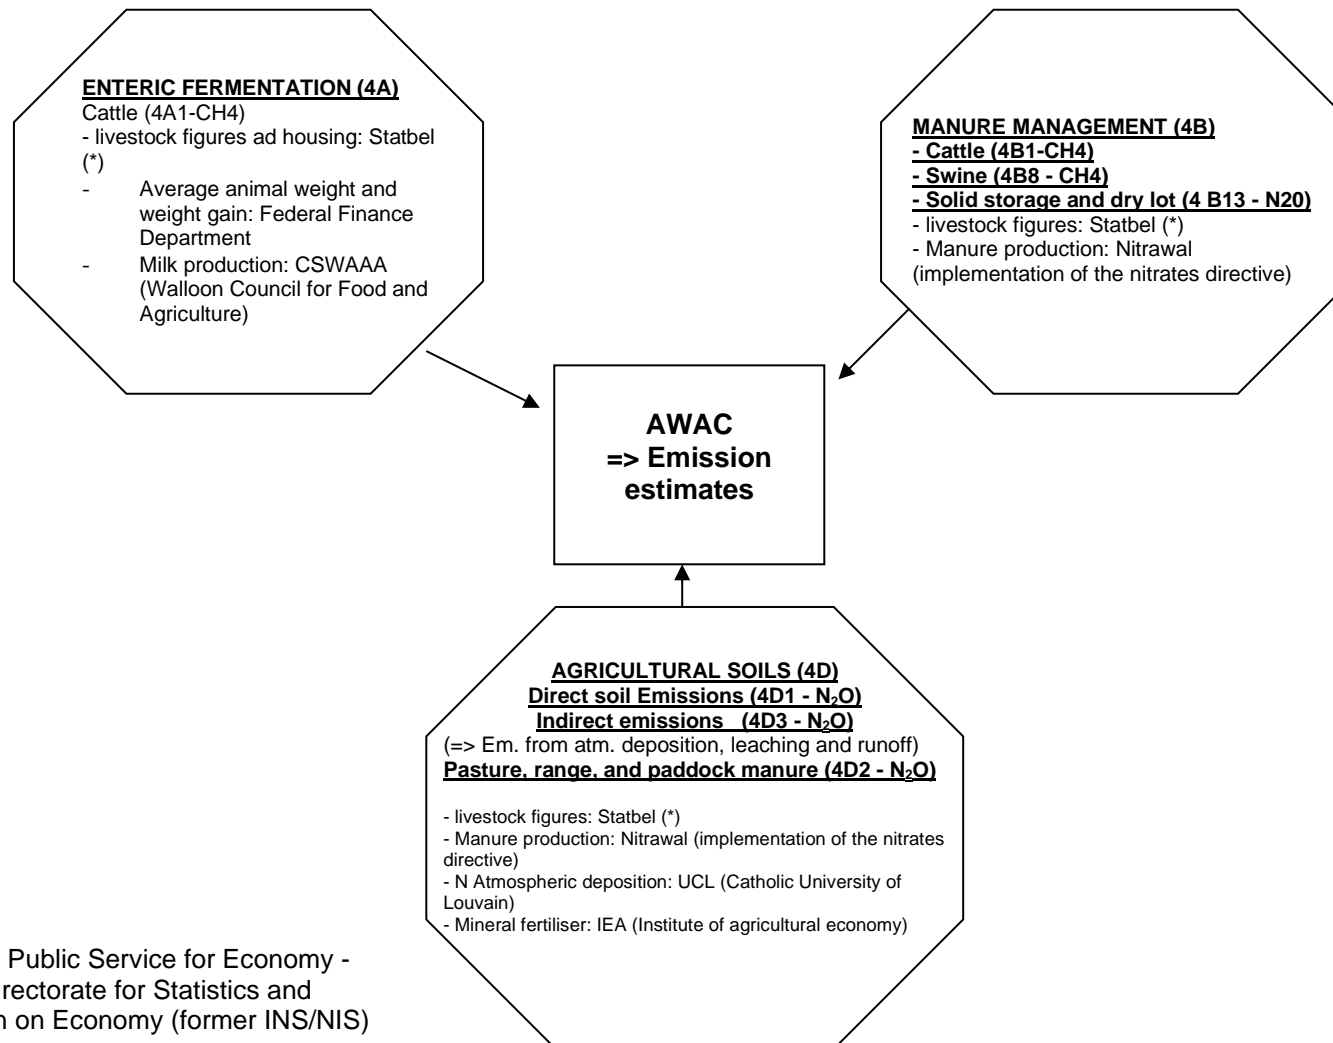 ENTERIC FERMENTATION (4A)
Cattle (4A1-CH4)
- livestock figures ad housing: Statbel
(*)
- Average animal weight and
weight gain: Federal Finance
Department
- Milk production: CSWAAA
(Walloon Council for Food and
Agriculture)
MANURE MANAGEMENT (4B)
- Cattle (4B1-CH4)
- Swine (4B8 - CH4)
- Solid storage and dry lot (4 B13 - N20)
- livestock figures: Statbel (*)
- Manure production: Nitrawal
(implementation of the nitrates directive)
AWAC
=> Emission
estimates
AGRICULTURAL SOILS (4D)
Direct soil Emissions (4D1 - N₂O)
Indirect emissions (4D3 - N₂O)
(=> Em. from atm. deposition, leaching and runoff)
Pasture, range, and paddock manure (4D2 - N₂O)
- livestock figures: Statbel (*)
- Manure production: Nitrawal (implementation of the nitrates
directive)
- N Atmospheric deposition: UCL (Catholic University of
Louvain)
- Mineral fertiliser: IEA (Institute of agricultural economy)
Public Service for Economy -
rectorate for Statistics and
n on Economy (former INS/NIS)